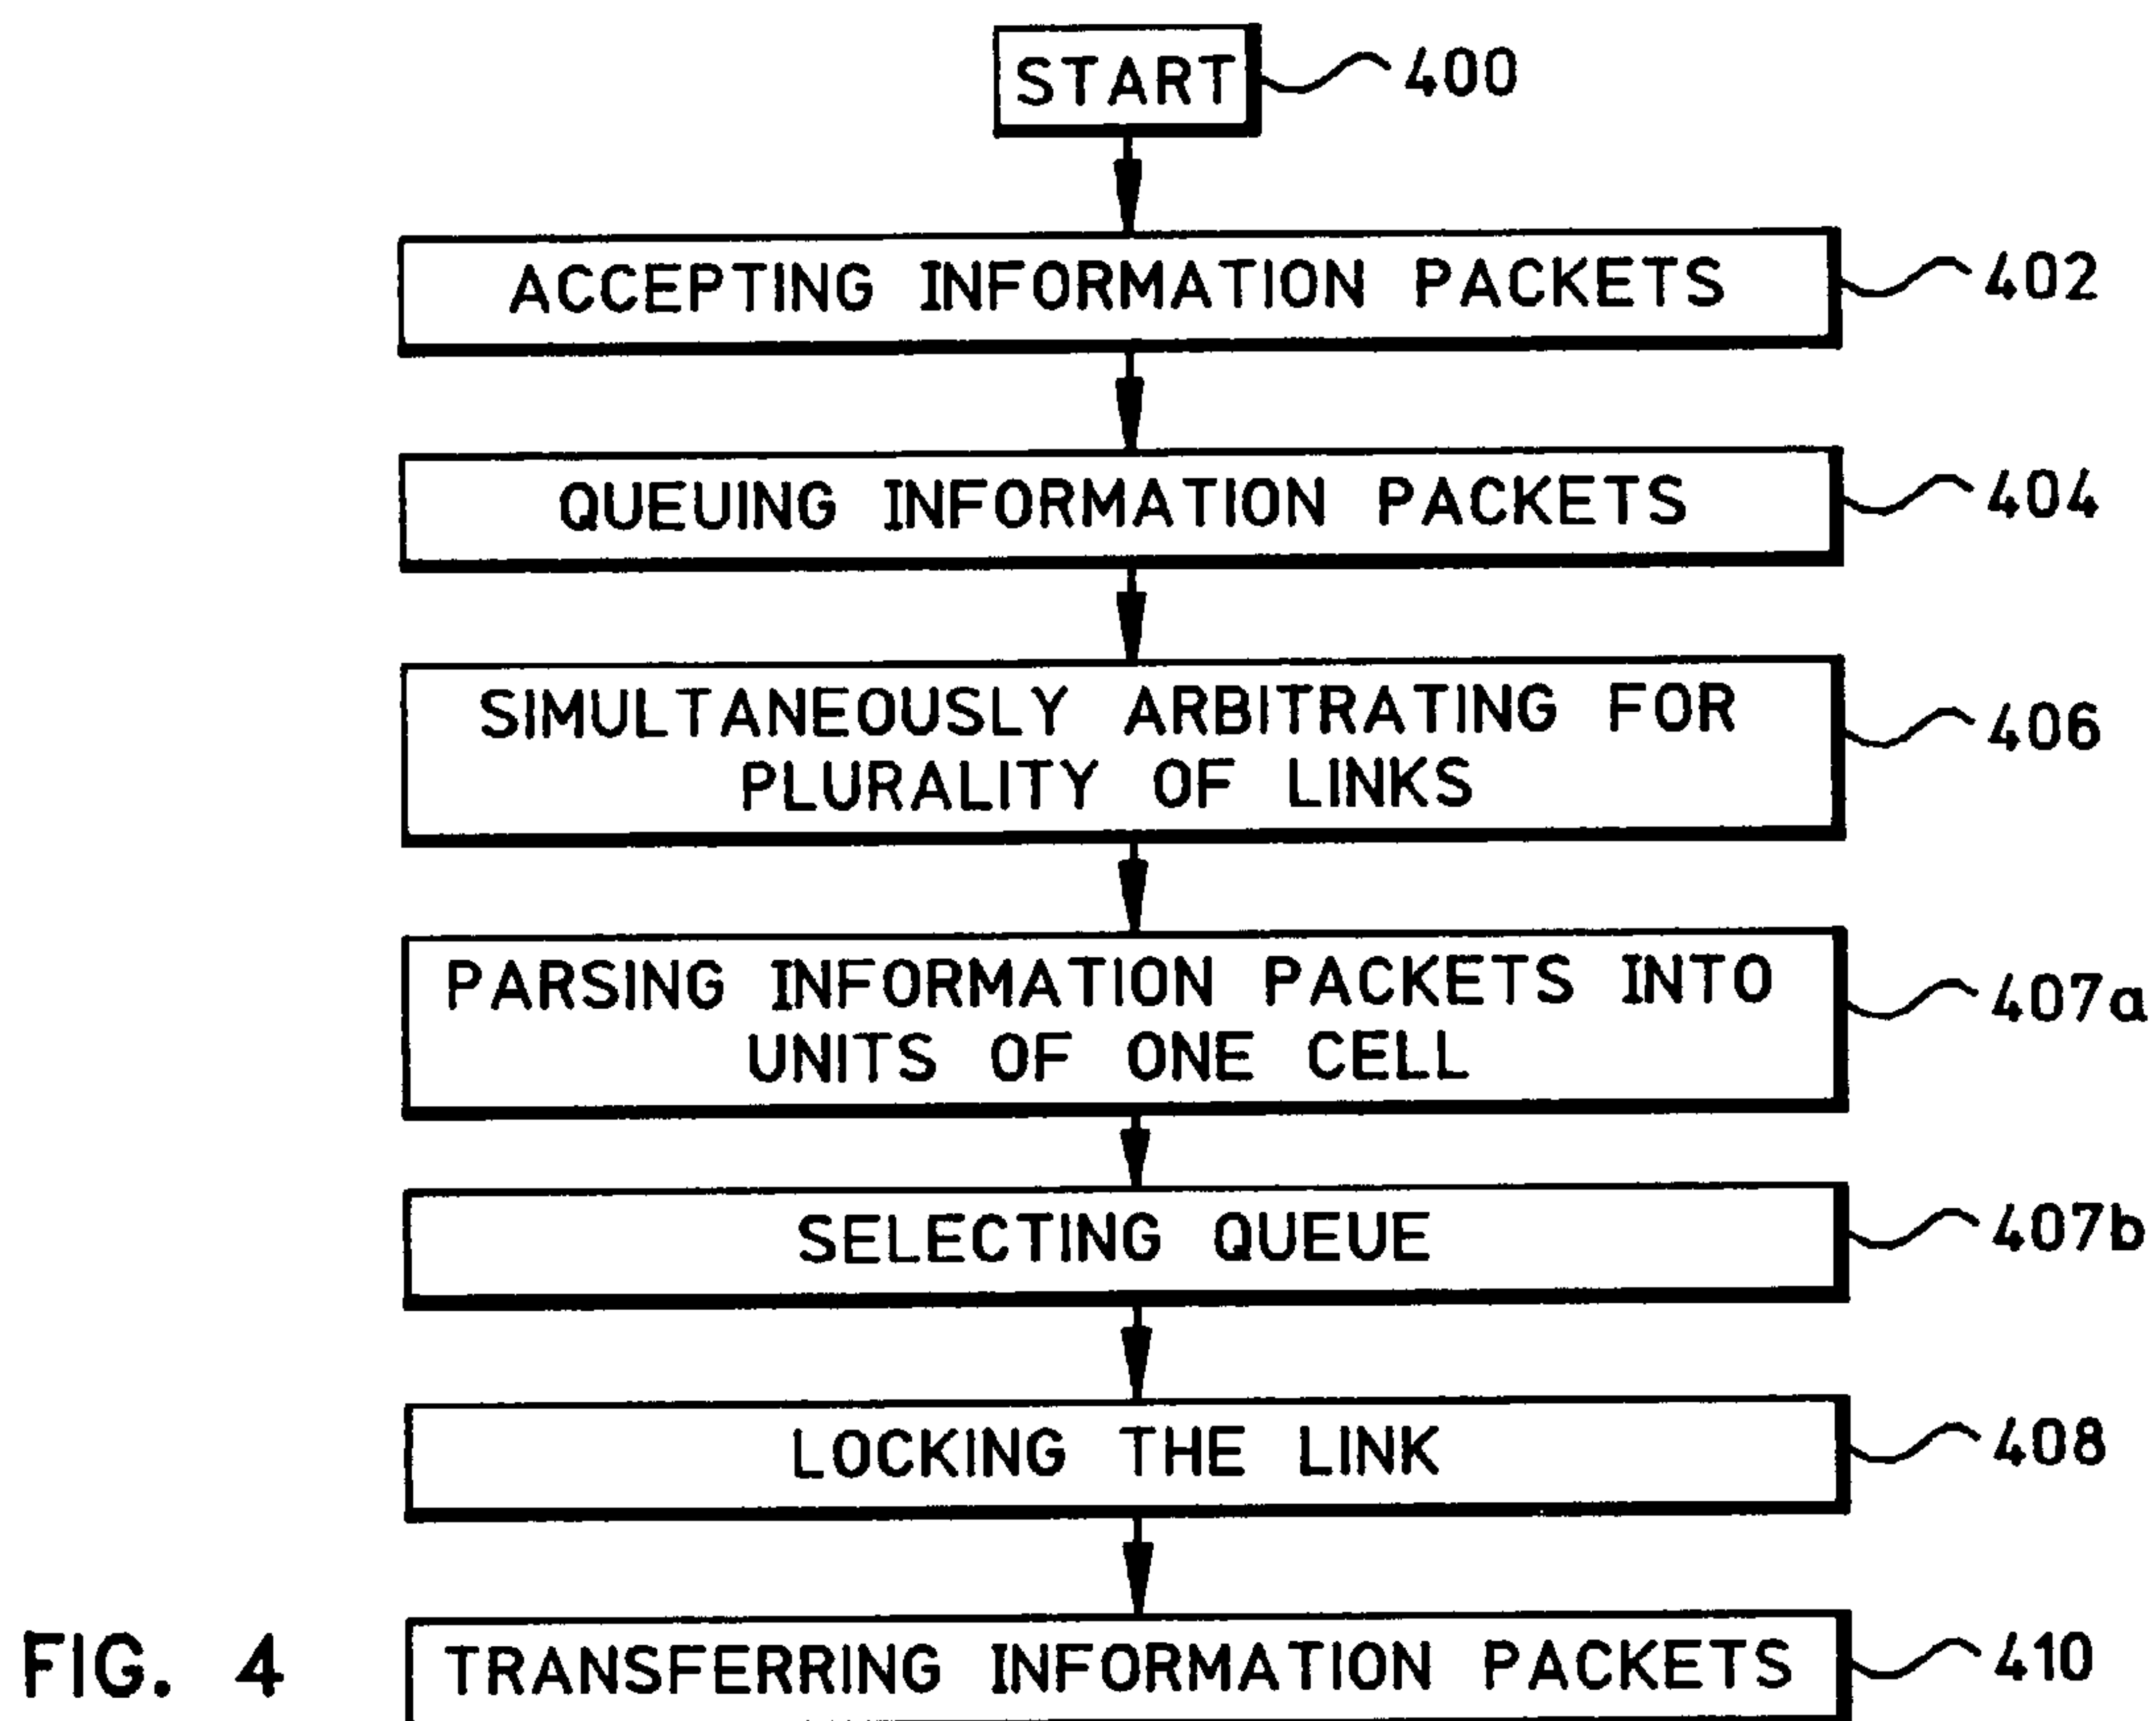 START 400
ACCEPTING INFORMATION PACKETS 402
QUEUING INFORMATION PACKETS 404
SIMULTANEOUSLY ARBITRATING FOR
PLURALITY OF LINKS 406
PARSING INFORMATION PACKETS INTO
UNITS OF ONE CELL 407a
SELECTING QUEUE 407b
LOCKING THE LINK 408
TRANSFERRING INFORMATION PACKETS 410
FIG. 4